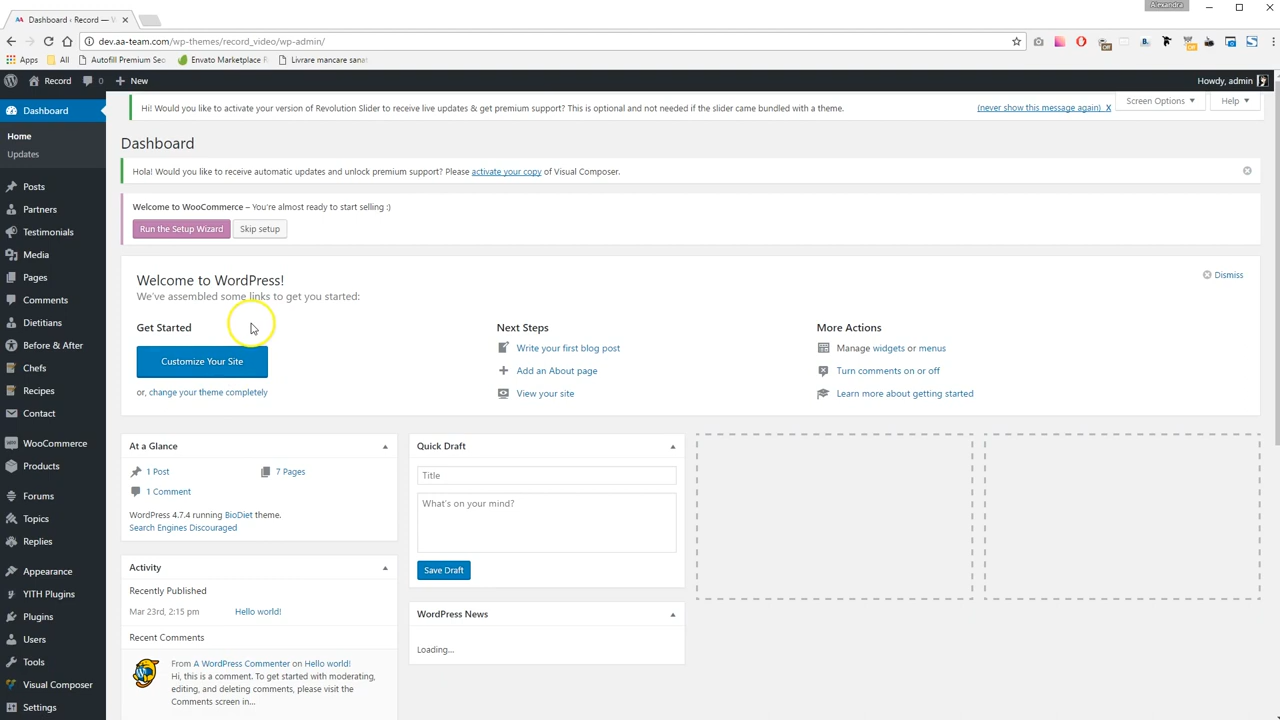 Alexandra
Dashboard ‹ Record — W
dev.aa-team.com/wp-themes/record_video/wp-admin/
Apps
All
Autofill Premium Seo
Envato Marketplace R
Livrare mancare sanat
Record
0
New
Howdy, admin
Dashboard
Home
Updates
Posts
Partners
Testimonials
Media
Pages
Comments
Dietitians
Before & After
Chefs
Recipes
Contact
WooCommerce
Products
Forums
Topics
Replies
Appearance
YITH Plugins
Plugins
Users
Tools
Visual Composer
Settings
Hi! Would you like to activate your version of Revolution Slider to receive live updates & get premium support? This is optional and not needed if the slider came bundled with a theme.
(never show this message again) X
Screen Options
Help
Dashboard
Hola! Would you like to receive automatic updates and unlock premium support? Please activate your copy of Visual Composer.
Welcome to WooCommerce – You're almost ready to start selling :)
Run the Setup Wizard
Skip setup
Welcome to WordPress!
Dismiss
We've assembled some links to get you started:
Get Started
Customize Your Site
or, change your theme completely
Next Steps
Write your first blog post
Add an About page
View your site
More Actions
Manage widgets or menus
Turn comments on or off
Learn more about getting started
At a Glance
1 Post
7 Pages
1 Comment
WordPress 4.7.4 running BioDiet theme.
Search Engines Discouraged
Activity
Recently Published
Mar 23rd, 2:15 pm
Hello world!
Recent Comments
From A WordPress Commenter on Hello world!
Hi, this is a comment. To get started with moderating,
editing, and deleting comments, please visit the
Comments screen in...
Quick Draft
Title
What's on your mind?
Save Draft
WordPress News
Loading...